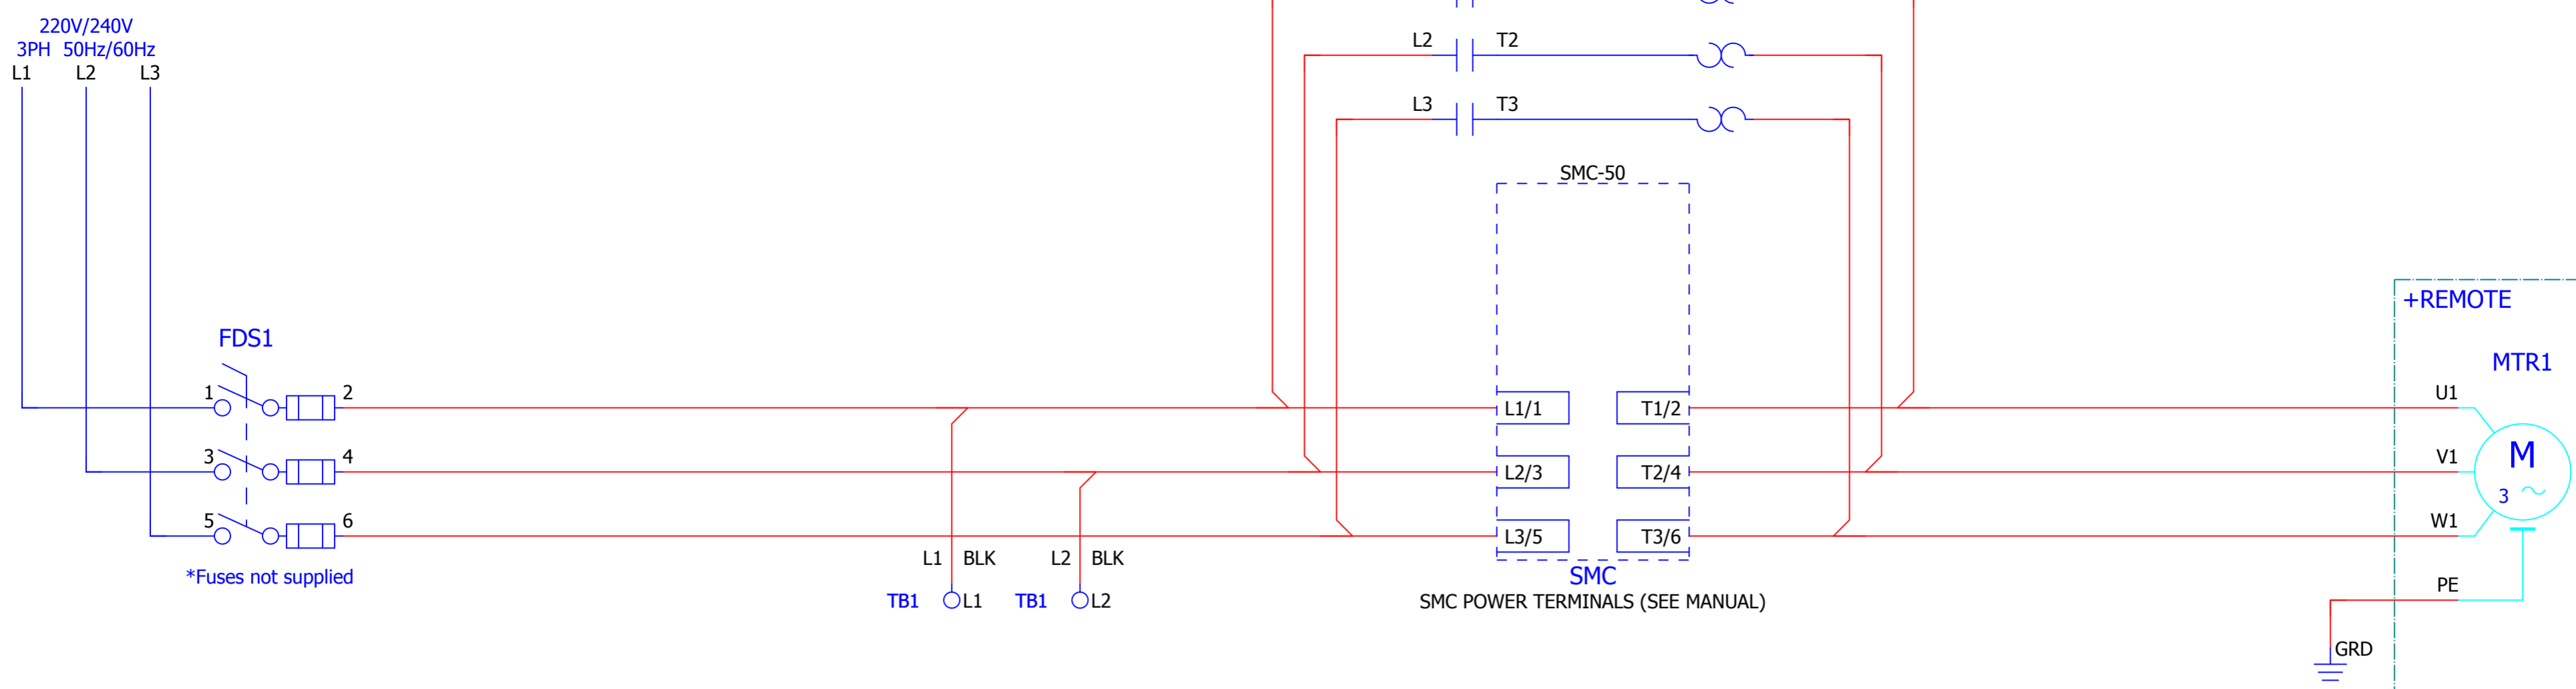 220V/240V
3PH 50Hz/60Hz
L1 L2 L3
L2 T2
L3 T3
SMC-50
+REMOTE
FDS1
MTR1
1 2
L1/1 T1/2
U1
3 4
L2/3 T2/4
V1
M
3
5 6
L3/5 T3/6
W1
*Fuses not supplied
L1 BLK
L2 BLK
SMC
PE
TB1 L1
TB1 L2
SMC POWER TERMINALS (SEE MANUAL)
GRD